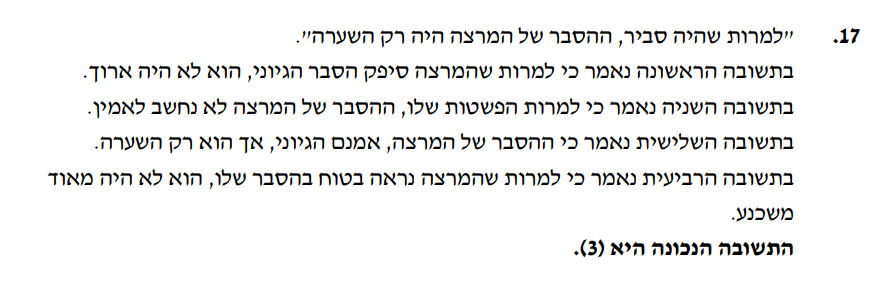 17. ״למרות שהיה סביר, ההסבר של המרצה היה רק השערה״.
בתשובה הראשונה נאמר כי למרות שהמרצה סיפק הסבר הגיוני, הוא לא היה ארוך.
בתשובה השניה נאמר כי למרות הפשטות שלו, ההסבר של המרצה לא נחשב לאמין.
בתשובה השלישית נאמר כי ההסבר של המרצה, אמנם הגיוני, אך הוא רק השערה.
בתשובה הרביעית נאמר כי למרות שהמרצה נראה בטוח בהסבר שלו, הוא לא היה מאוד
משכנע.
התשובה הנכונה היא (3).